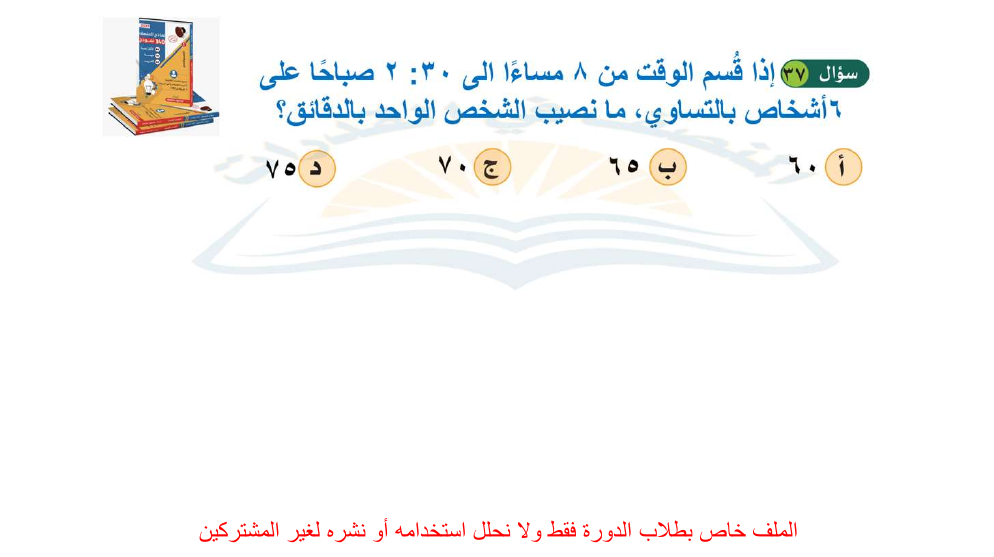 سؤال ٣٧ إذا قُسم الوقت من ٨ مساءًا الى ٣٠ : ٢ صباحًا على
٦أشخاص بالتساوي، ما نصيب الشخص الواحد بالدقائق؟
أ ٦٠ ب ٦٥ ج ٧٠ د ٧٥
الملف خاص بطلاب الدورة فقط ولا نحلل استخدامه أو نشره لغير المشتركين